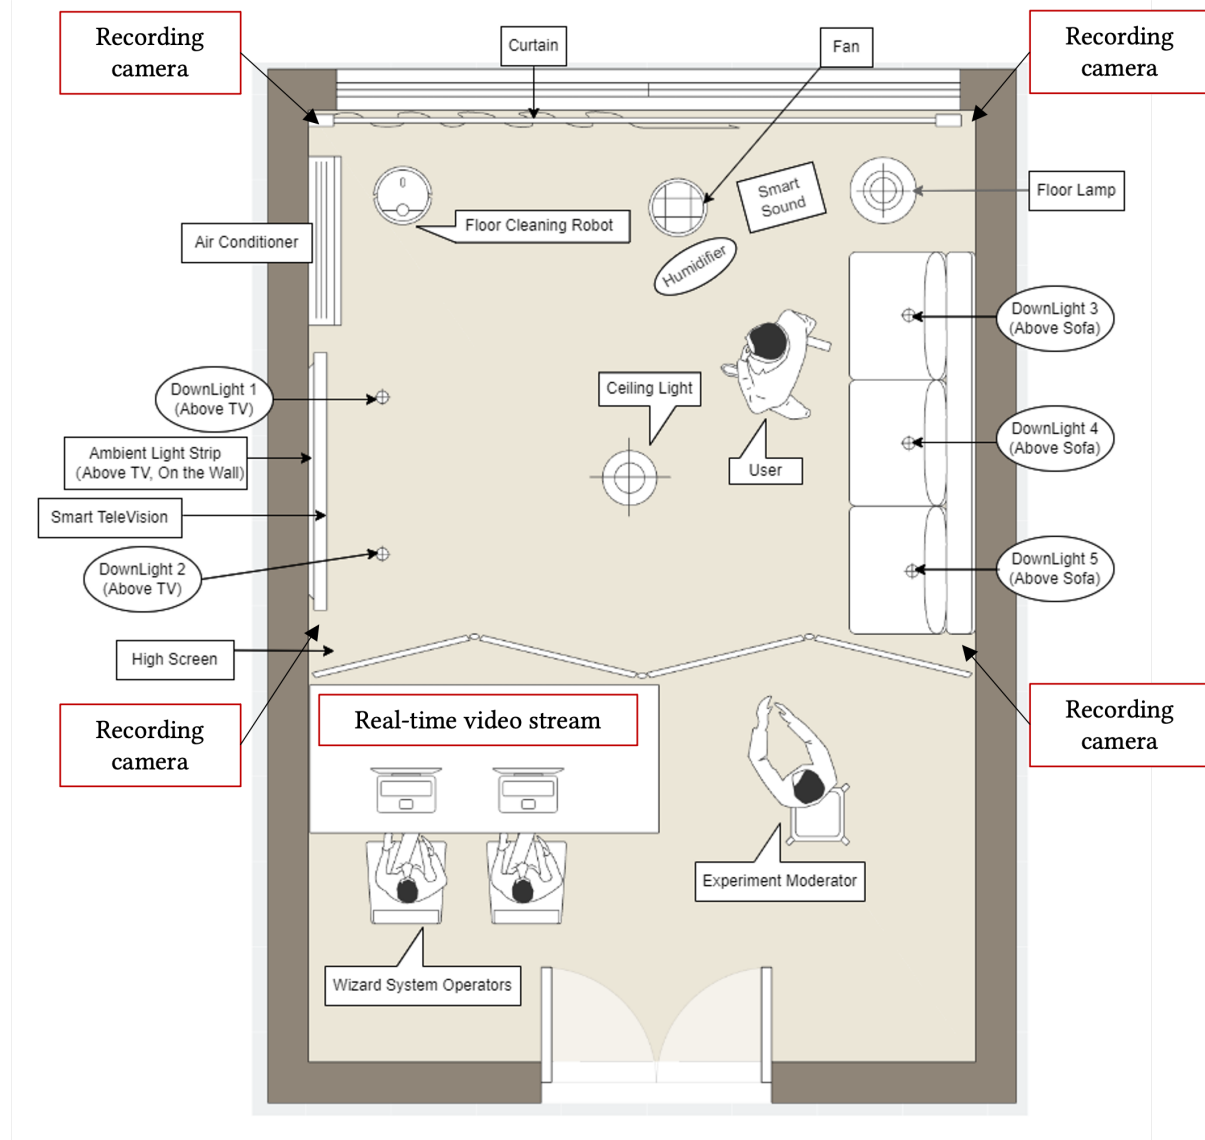 Recording
camera
Curtain
Fan
Recording
camera
Smart
Sound
Floor Lamp
Floor Cleaning Robot
Air Conditioner
Humidifier
DownLight 3
(Above Sofa)
DownLight 1
(Above TV)
Ceiling Light
DownLight 4
(Above Sofa)
Ambient Light Strip
(Above TV, On the Wall)
User
Smart TeleVision
DownLight 2
(Above TV)
DownLight 5
(Above Sofa)
High Screen
Recording
camera
Real-time video stream
Recording
camera
Experiment Moderator
Wizard System Operators